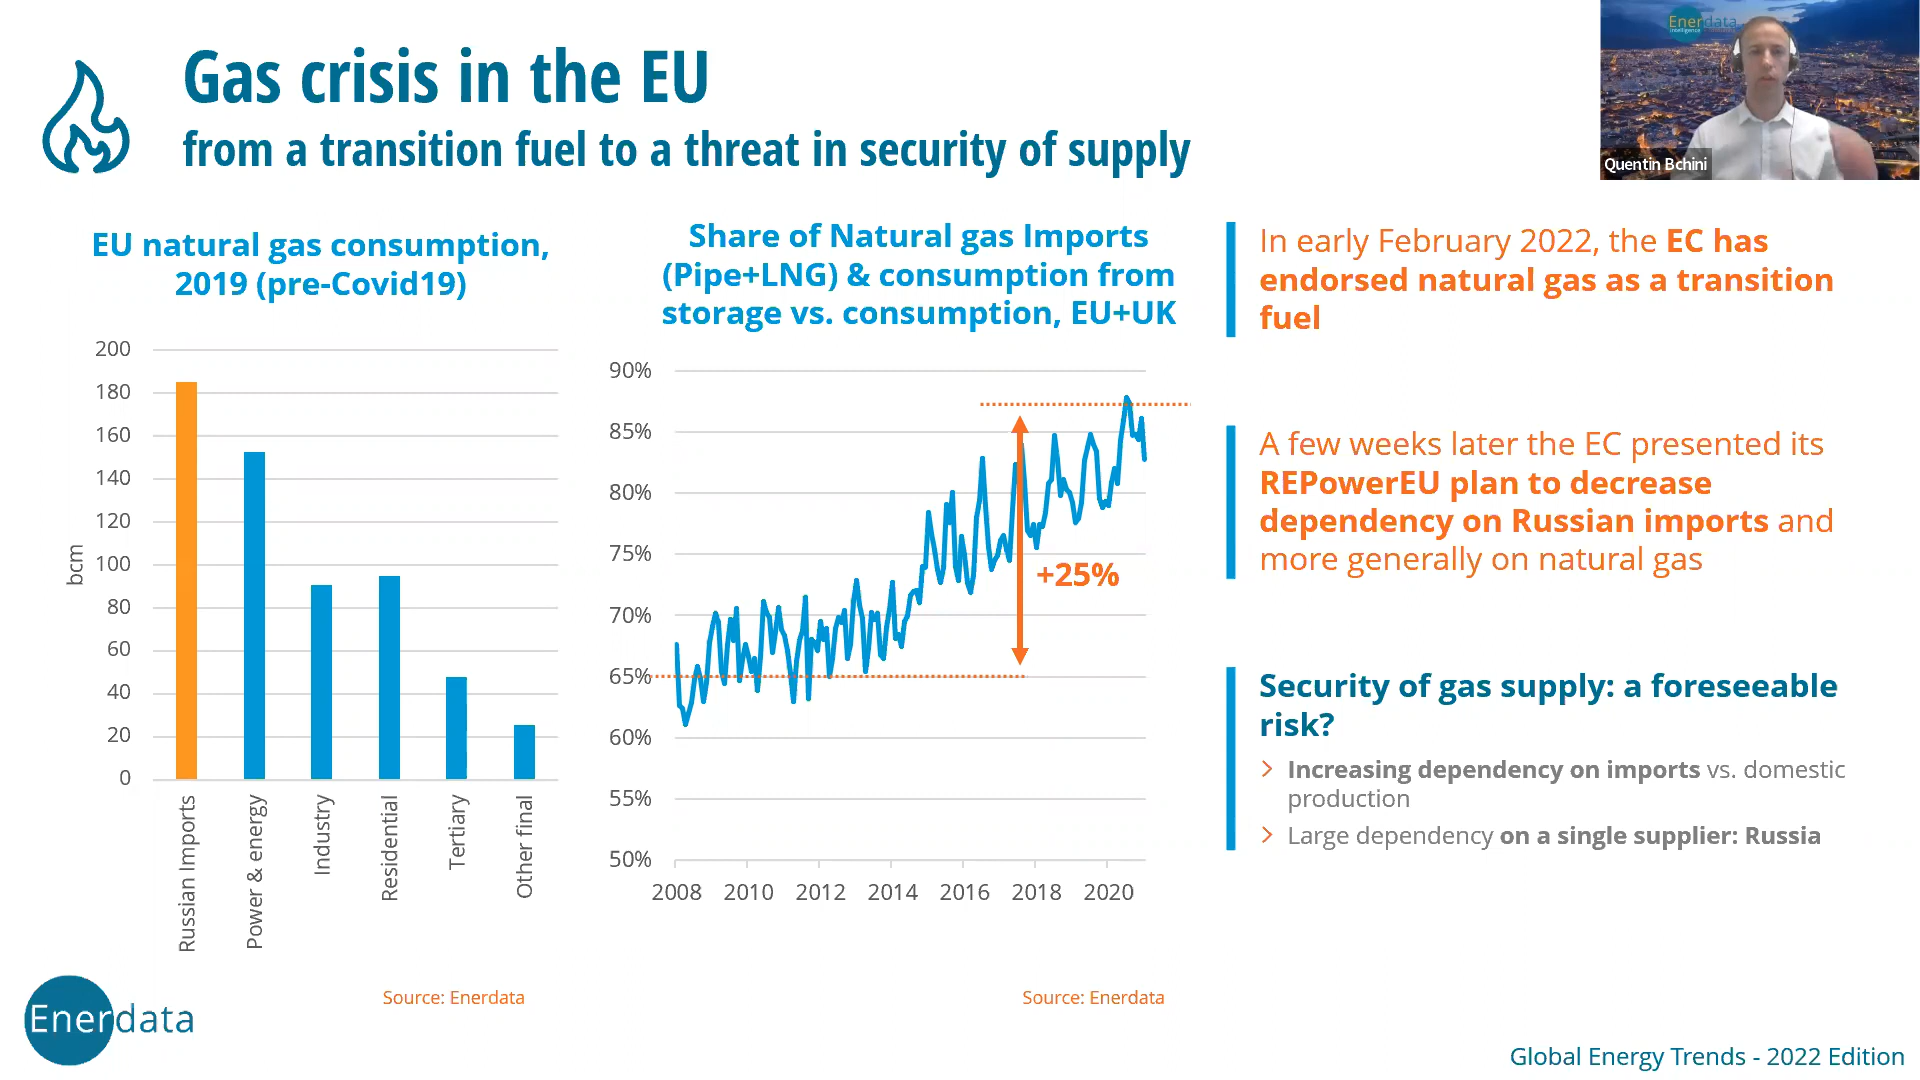 Gas crisis in the EU
from a transition fuel to a threat in security of supply
Enerdata
Quentin Bchini
EU natural gas consumption,
2019 (pre-Covid19)
200
180
160
140
120
100
80
60
40
20
0
bcm
Russian Imports
Power & energy
Industry
Residential
Tertiary
Other final
Source: Enerdata
Share of Natural gas Imports
(Pipe+LNG) & consumption from
storage vs. consumption, EU+UK
90%
85%
80%
75%
70%
65%
60%
55%
50%
+25%
2008 2010 2012 2014 2016 2018 2020
Source: Enerdata
In early February 2022, the EC has
endorsed natural gas as a transition
fuel
A few weeks later the EC presented its
REPowerEU plan to decrease
dependency on Russian imports and
more generally on natural gas
Security of gas supply: a foreseeable
risk?
Increasing dependency on imports vs. domestic
production
Large dependency on a single supplier: Russia
Enerdata
Global Energy Trends - 2022 Edition